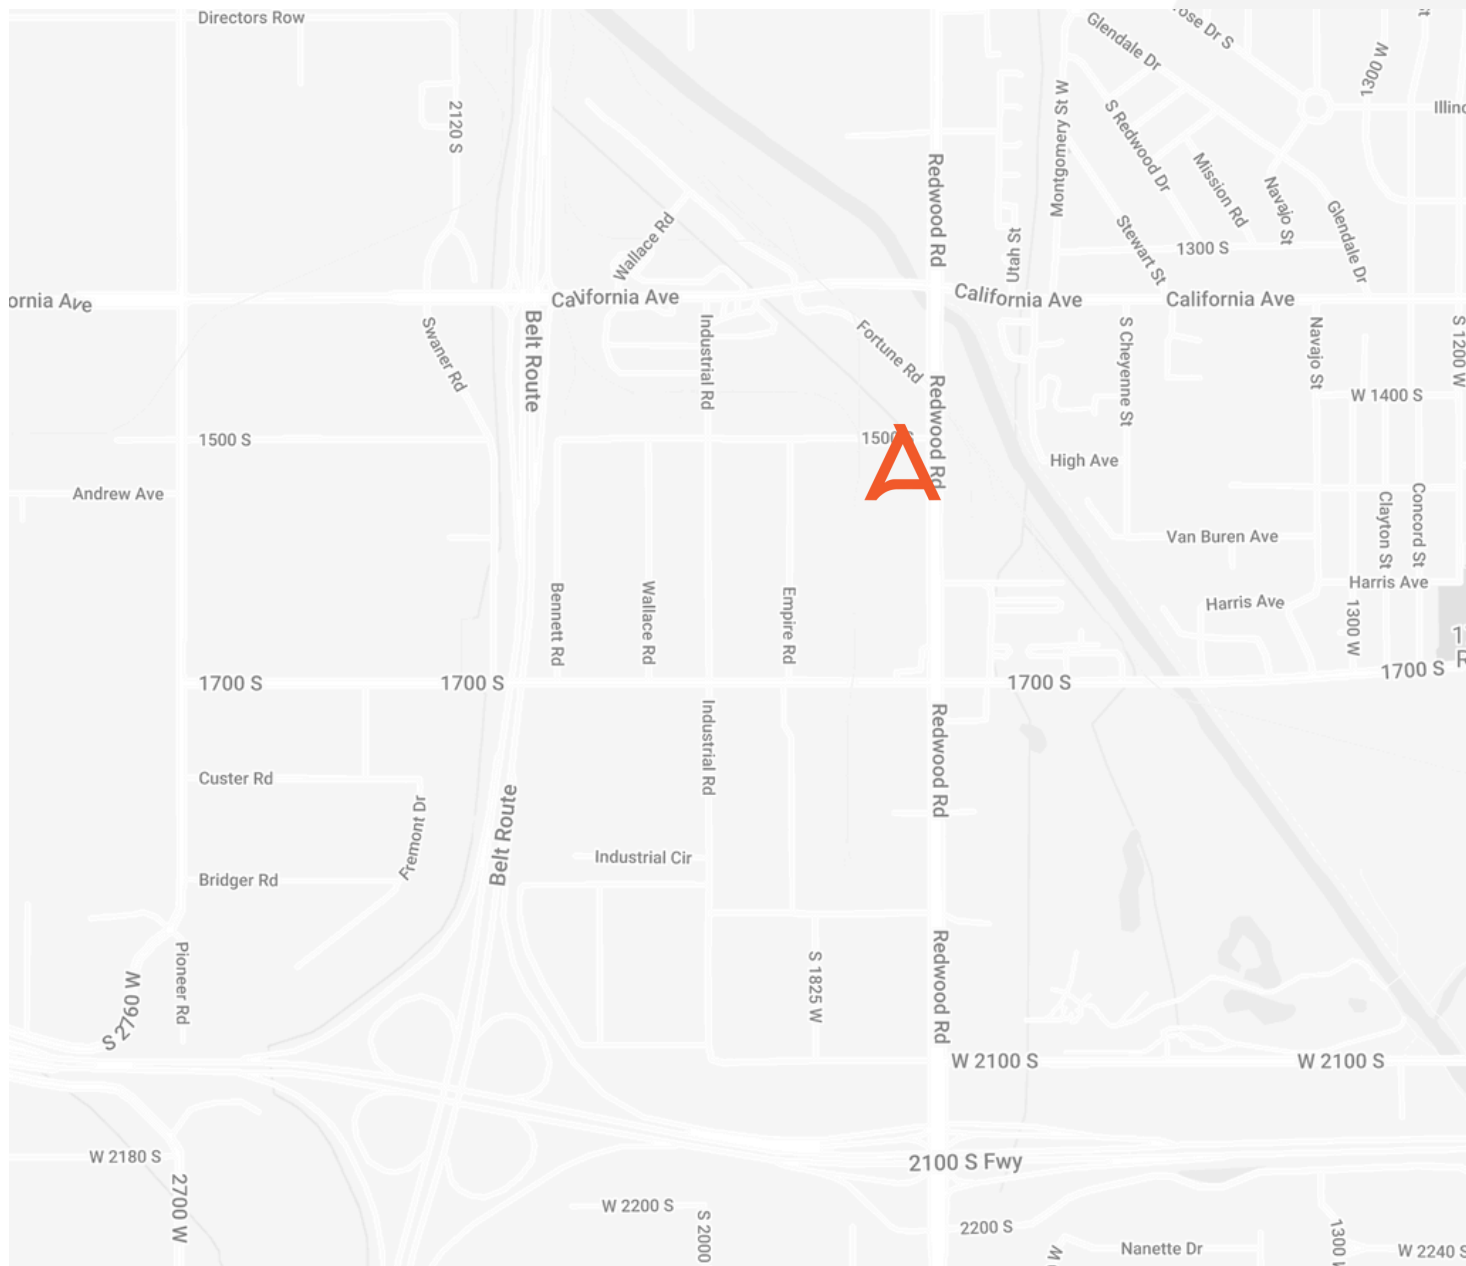 Directors Row
ose Dr S
Glendale Dr
1300 W
Illino
2120 S
Montgomery St W
S Redwood Dr
Mission Rd
Navajo St
Glendale Dr
Redwood Rd
Wallace Rd
Utah St
Stewart St
1300 S
ornia Ave
California Ave
California Ave
California Ave
Swaner Rd
Belt Route
Industrial Rd
Fortune Rd
Redwood Rd
S Cheyenne St
Navajo St
W 1400 S
S 1200 W
1500 S
1500 S
High Ave
Andrew Ave
Clayton St
Concord St
Van Buren Ave
Harris Ave
Harris Ave
1300 W
Bennett Rd
Wallace Rd
Empire Rd
1700 S
1700 S
1700 S
1700 S
Industrial Rd
Redwood Rd
Custer Rd
Fremont Dr
Belt Route
Industrial Cir
Bridger Rd
Pioneer Rd
S 2760 W
S 1825 W
Redwood Rd
W 2100 S
W 2100 S
W 2180 S
2100 S Fwy
2700 W
W 2200 S
S 2000
2200 S
Nanette Dr
1300
W 2240 S